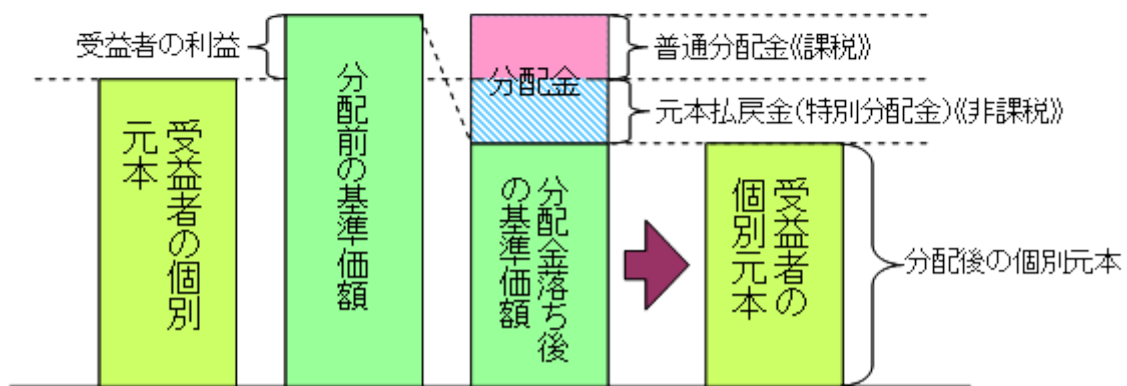 受益者の利益
受益者の個別
元本
分配前の基準価額
分配金
分配金落ち後
の基準価額
普通分配金《課税》
元本払戻金(特別分配金)《非課税》
受益者の
個別元本
分配後の個別元本